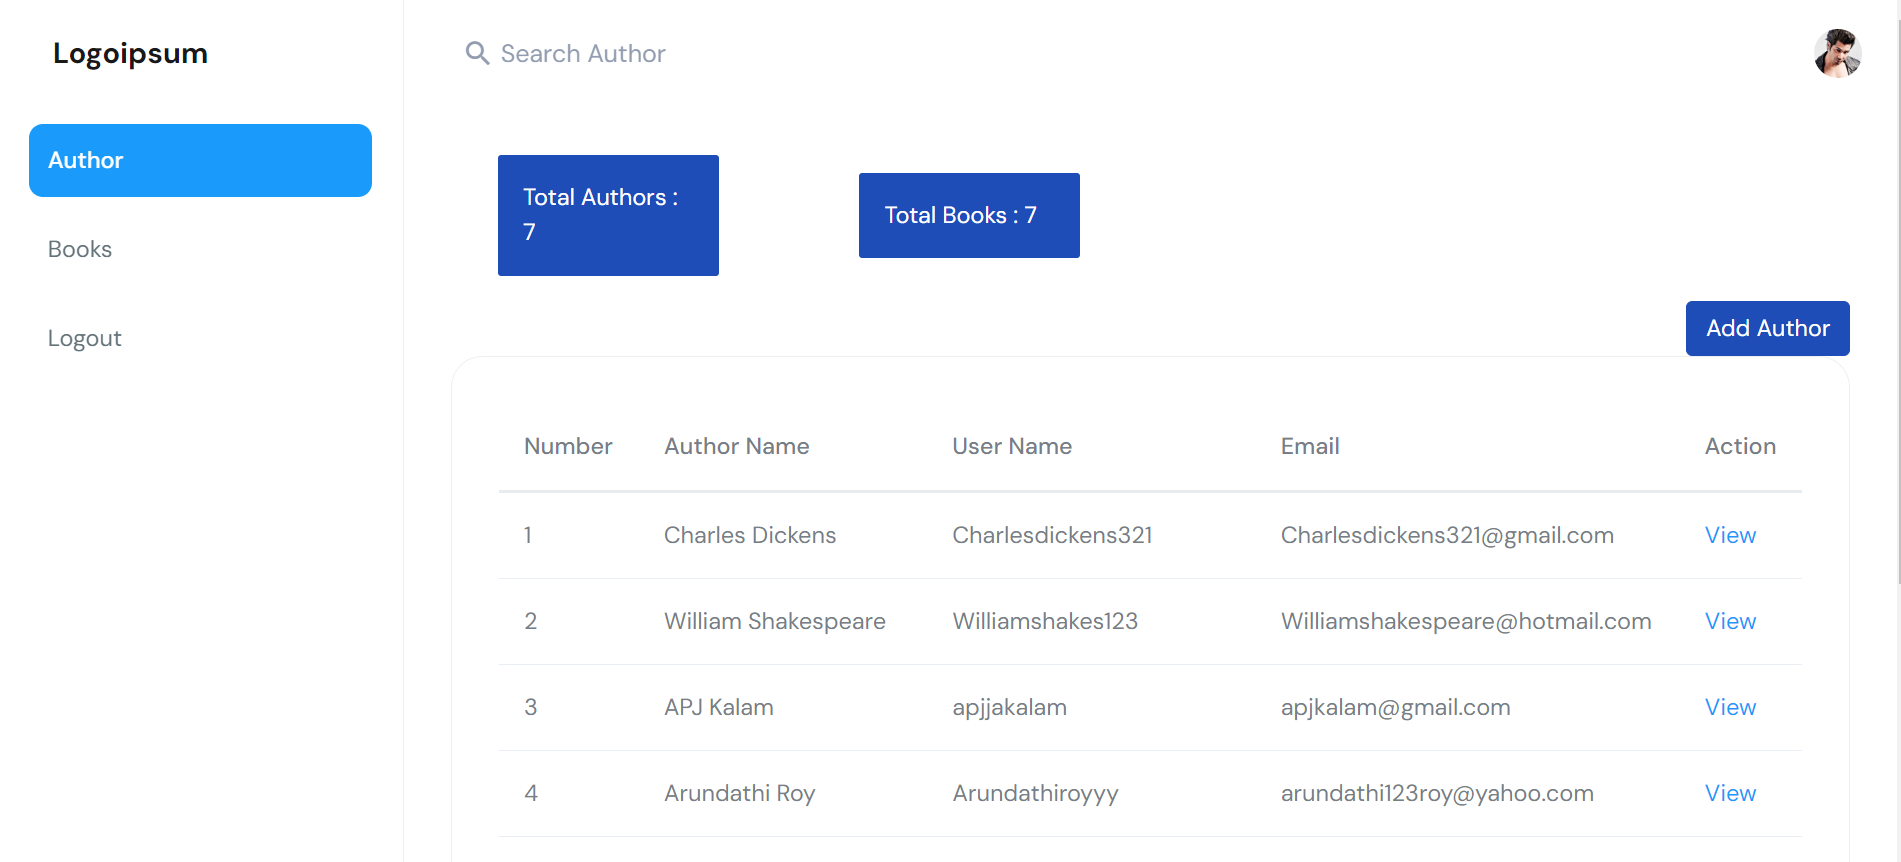 Logoipsum
Search Author
Author
Books
Logout
Total Authors :
7
Total Books : 7
Add Author
Number Author Name User Name Email Action
1 Charles Dickens Charlesdickens321 Charlesdickens321@gmail.com View
2 William Shakespeare Williamshakes123 Williamshakespeare@hotmail.com View
3 APJ Kalam apjjakalam apjkalam@gmail.com View
4 Arundathi Roy Arundathiroyyy arundathi123roy@yahoo.com View